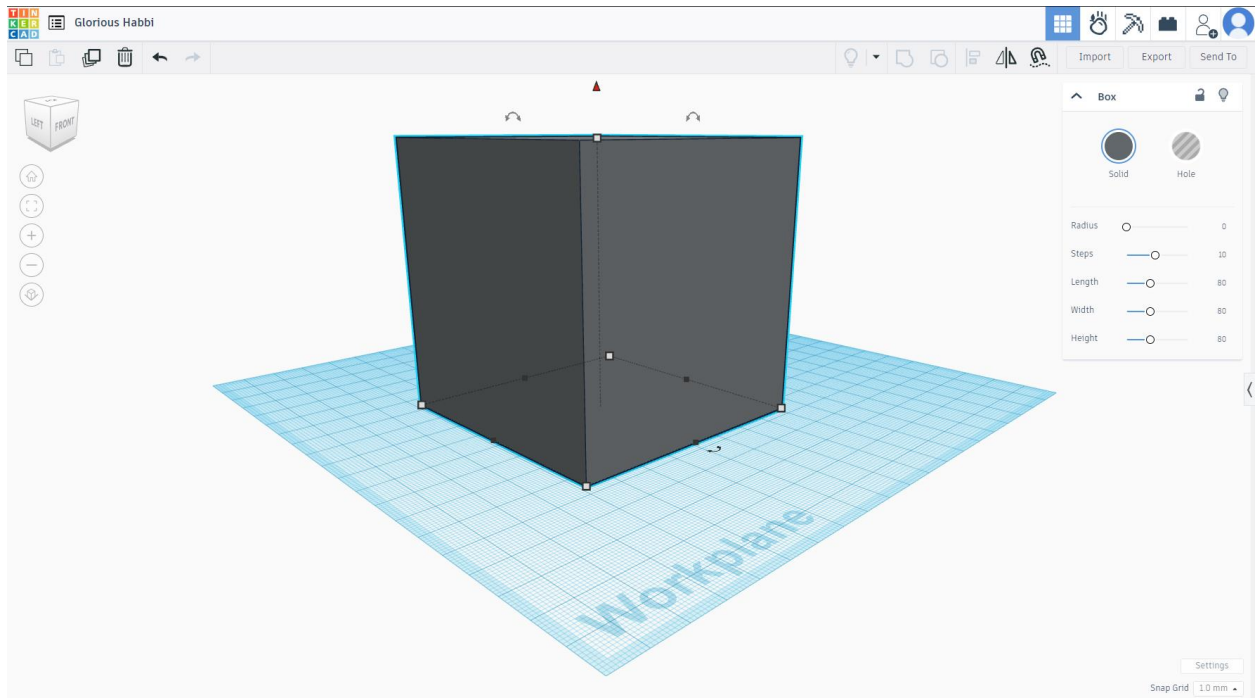 TIN
KER
CAD
Glorious Habbi
Import
Export
Send To
LEFT
FRONT
Box
Solid
Hole
Radius 0
Steps 10
Length 80
Width 80
Height 80
Workplane
Settings
Snap Grid 1.0 mm